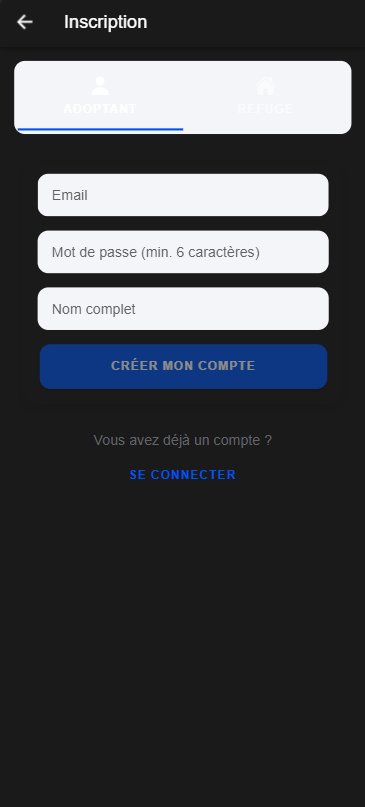 Inscription
ADOPTANT
REFUGE
Email
Mot de passe (min. 6 caractères)
Nom complet
CRÉER MON COMPTE
Vous avez déjà un compte ?
SE CONNECTER